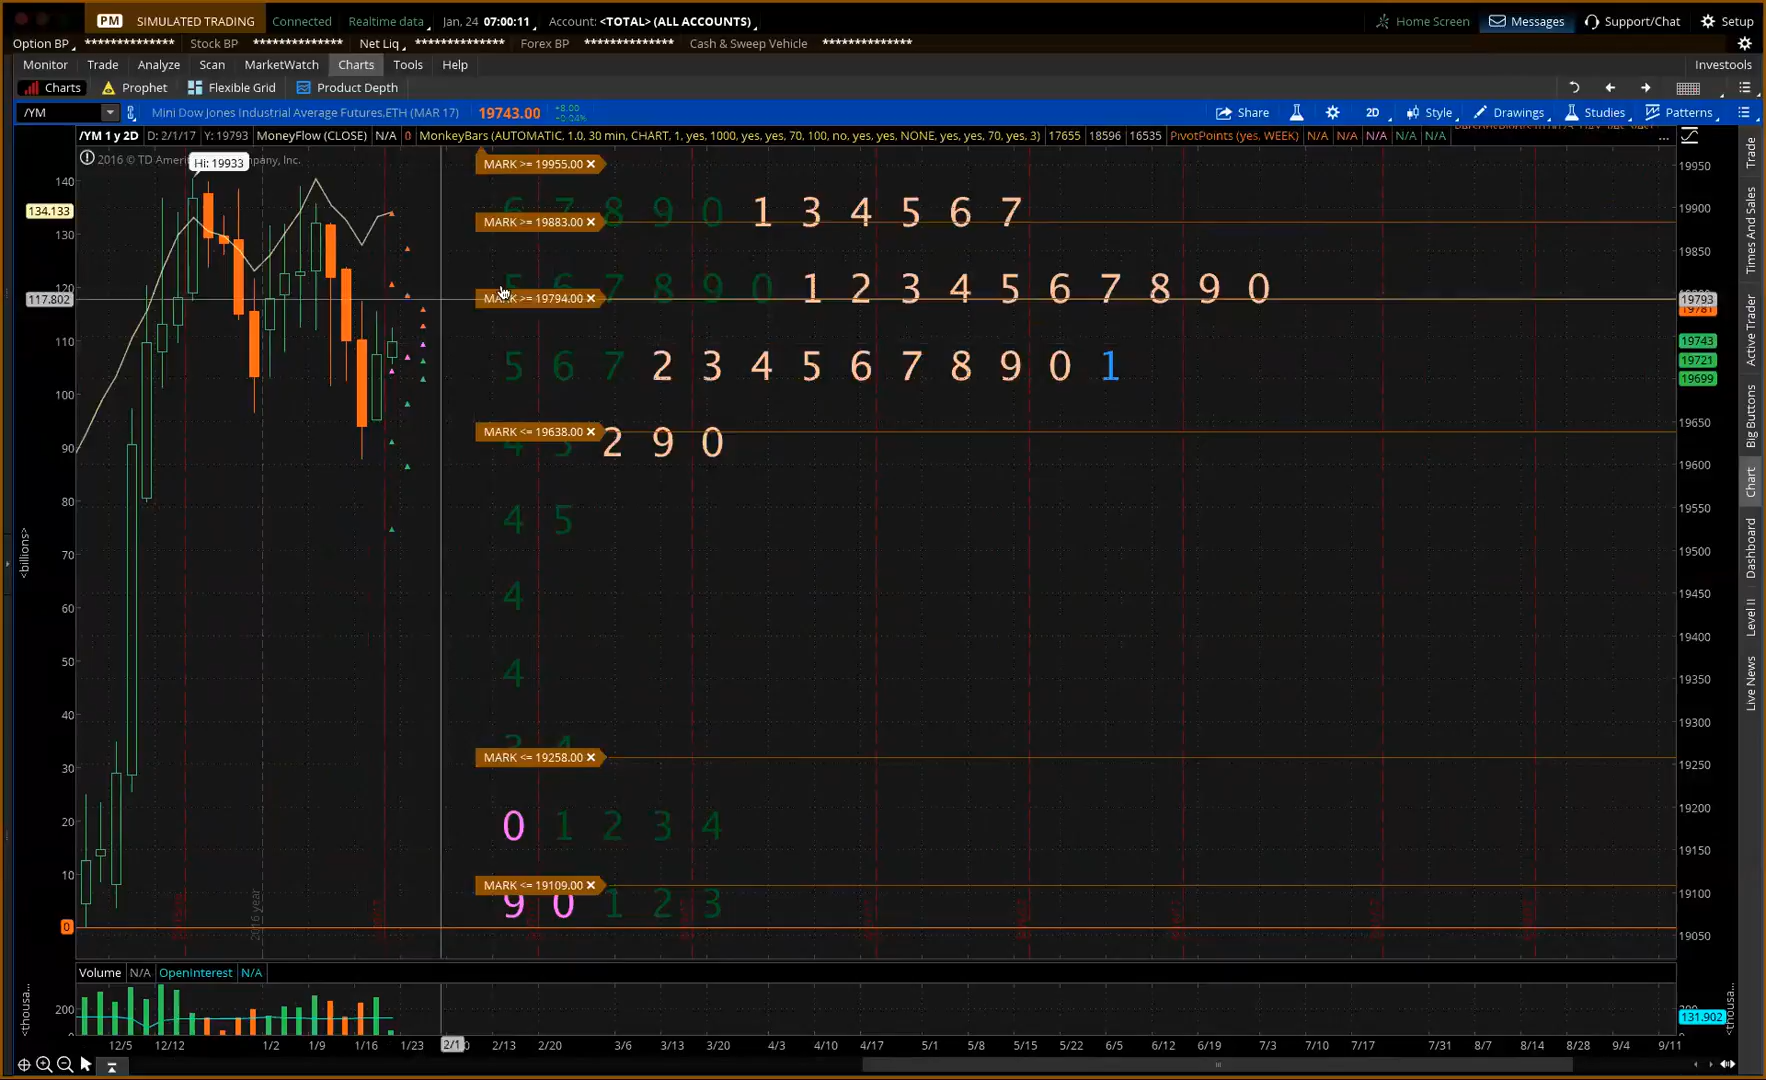 PM SIMULATED TRADING Connected Realtime data Jan. 24 07:00:11 Account: <TOTAL> (ALL ACCOUNTS) Home Screen Messages Support/Chat Setup
Option BP ************** Stock BP ************** Net Liq ************** Forex BP ************** Cash & Sweep Vehicle **************
Monitor Trade Analyze Scan MarketWatch Charts Tools Help Investools
Charts Prophet Flexible Grid Product Depth
/YM Mini Dow Jones Industrial Average Futures,ETH (MAR 17) 19743.00 +8.00 +0.04% Share 2D Style Drawings Studies Patterns
/YM 1 y 2D D: 2/1/17 Y: 19793 MoneyFlow (CLOSE) N/A 0 MonkeyBars (AUTOMATIC, 1.0, 30 min, CHART, 1, yes, 1000, yes, yes, 70, 100, no, yes, yes, NONE, yes, yes, 70, yes, 3) 17655 18596 16535 PivotPoints (yes, WEEK) N/A N/A N/A N/A N/A ...
2016 © TD Ameri
pany, Inc.
Hi: 19933
MARK >= 19955.00 ×
6 7 8 9 0 1 3 4 5 6 7
MARK >= 19883.00 ×
5 6 7 8 9 0 1 2 3 4 5 6 7 8 9 0
MARK >= 19794.00 ×
5 6 7 2 3 4 5 6 7 8 9 0 1
MARK <= 19638.00 ×
4 3 2 9 0
4 5
4
4
3 4
MARK <= 19258.00 ×
0 1 2 3 4
MARK <= 19109.00 ×
9 0 1 2 3
140
134.133
130
120
117.802
110
100
90
80
70
60
50
40
30
20
10
0
<billions>
2016 year
19950
19900
19850
19793
19781
19743
19721
19699
19650
19600
19550
19500
19450
19400
19350
19300
19250
19200
19150
19100
19050
Trade
Times And Sales
Active Trader
Big Buttons
Chart
Dashboard
Level II
Live News
Volume N/A OpenInterest N/A
<thousa...
200
200
131.902
<thousa...
12/5 12/12 1/2 1/9 1/16 1/23 2/1 2/13 2/20 3/6 3/13 3/20 4/3 4/10 4/17 5/1 5/8 5/15 5/22 6/5 6/12 6/19 7/3 7/10 7/17 7/31 8/7 8/14 8/28 9/4 9/11